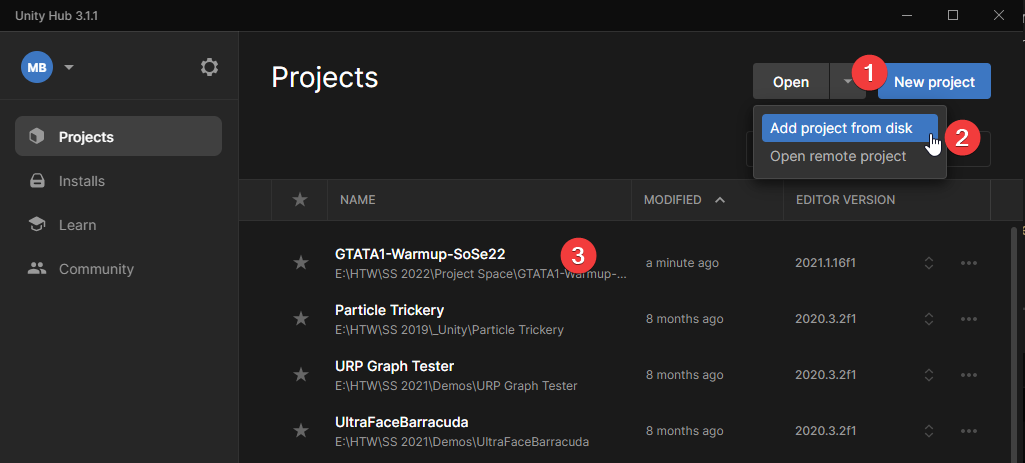 Unity Hub 3.1.1
MB
Projects
Installs
Learn
Community
Projects
Open
1
New project
Add project from disk
2
Open remote project
NAME MODIFIED EDITOR VERSION
GTATA1-Warmup-SoSe22
3
E:\HTW\SS 2022\Project Space\GTATA1-Warmup-...
a minute ago
2021.1.16f1
Particle Trickery
E:\HTW\SS 2019\_Unity\Particle Trickery
8 months ago
2020.3.2f1
URP Graph Tester
E:\HTW\SS 2021\Demos\URP Graph Tester
8 months ago
2020.3.2f1
UltraFaceBarracuda
E:\HTW\SS 2021\Demos\UltraFaceBarracuda
8 months ago
2020.3.2f1